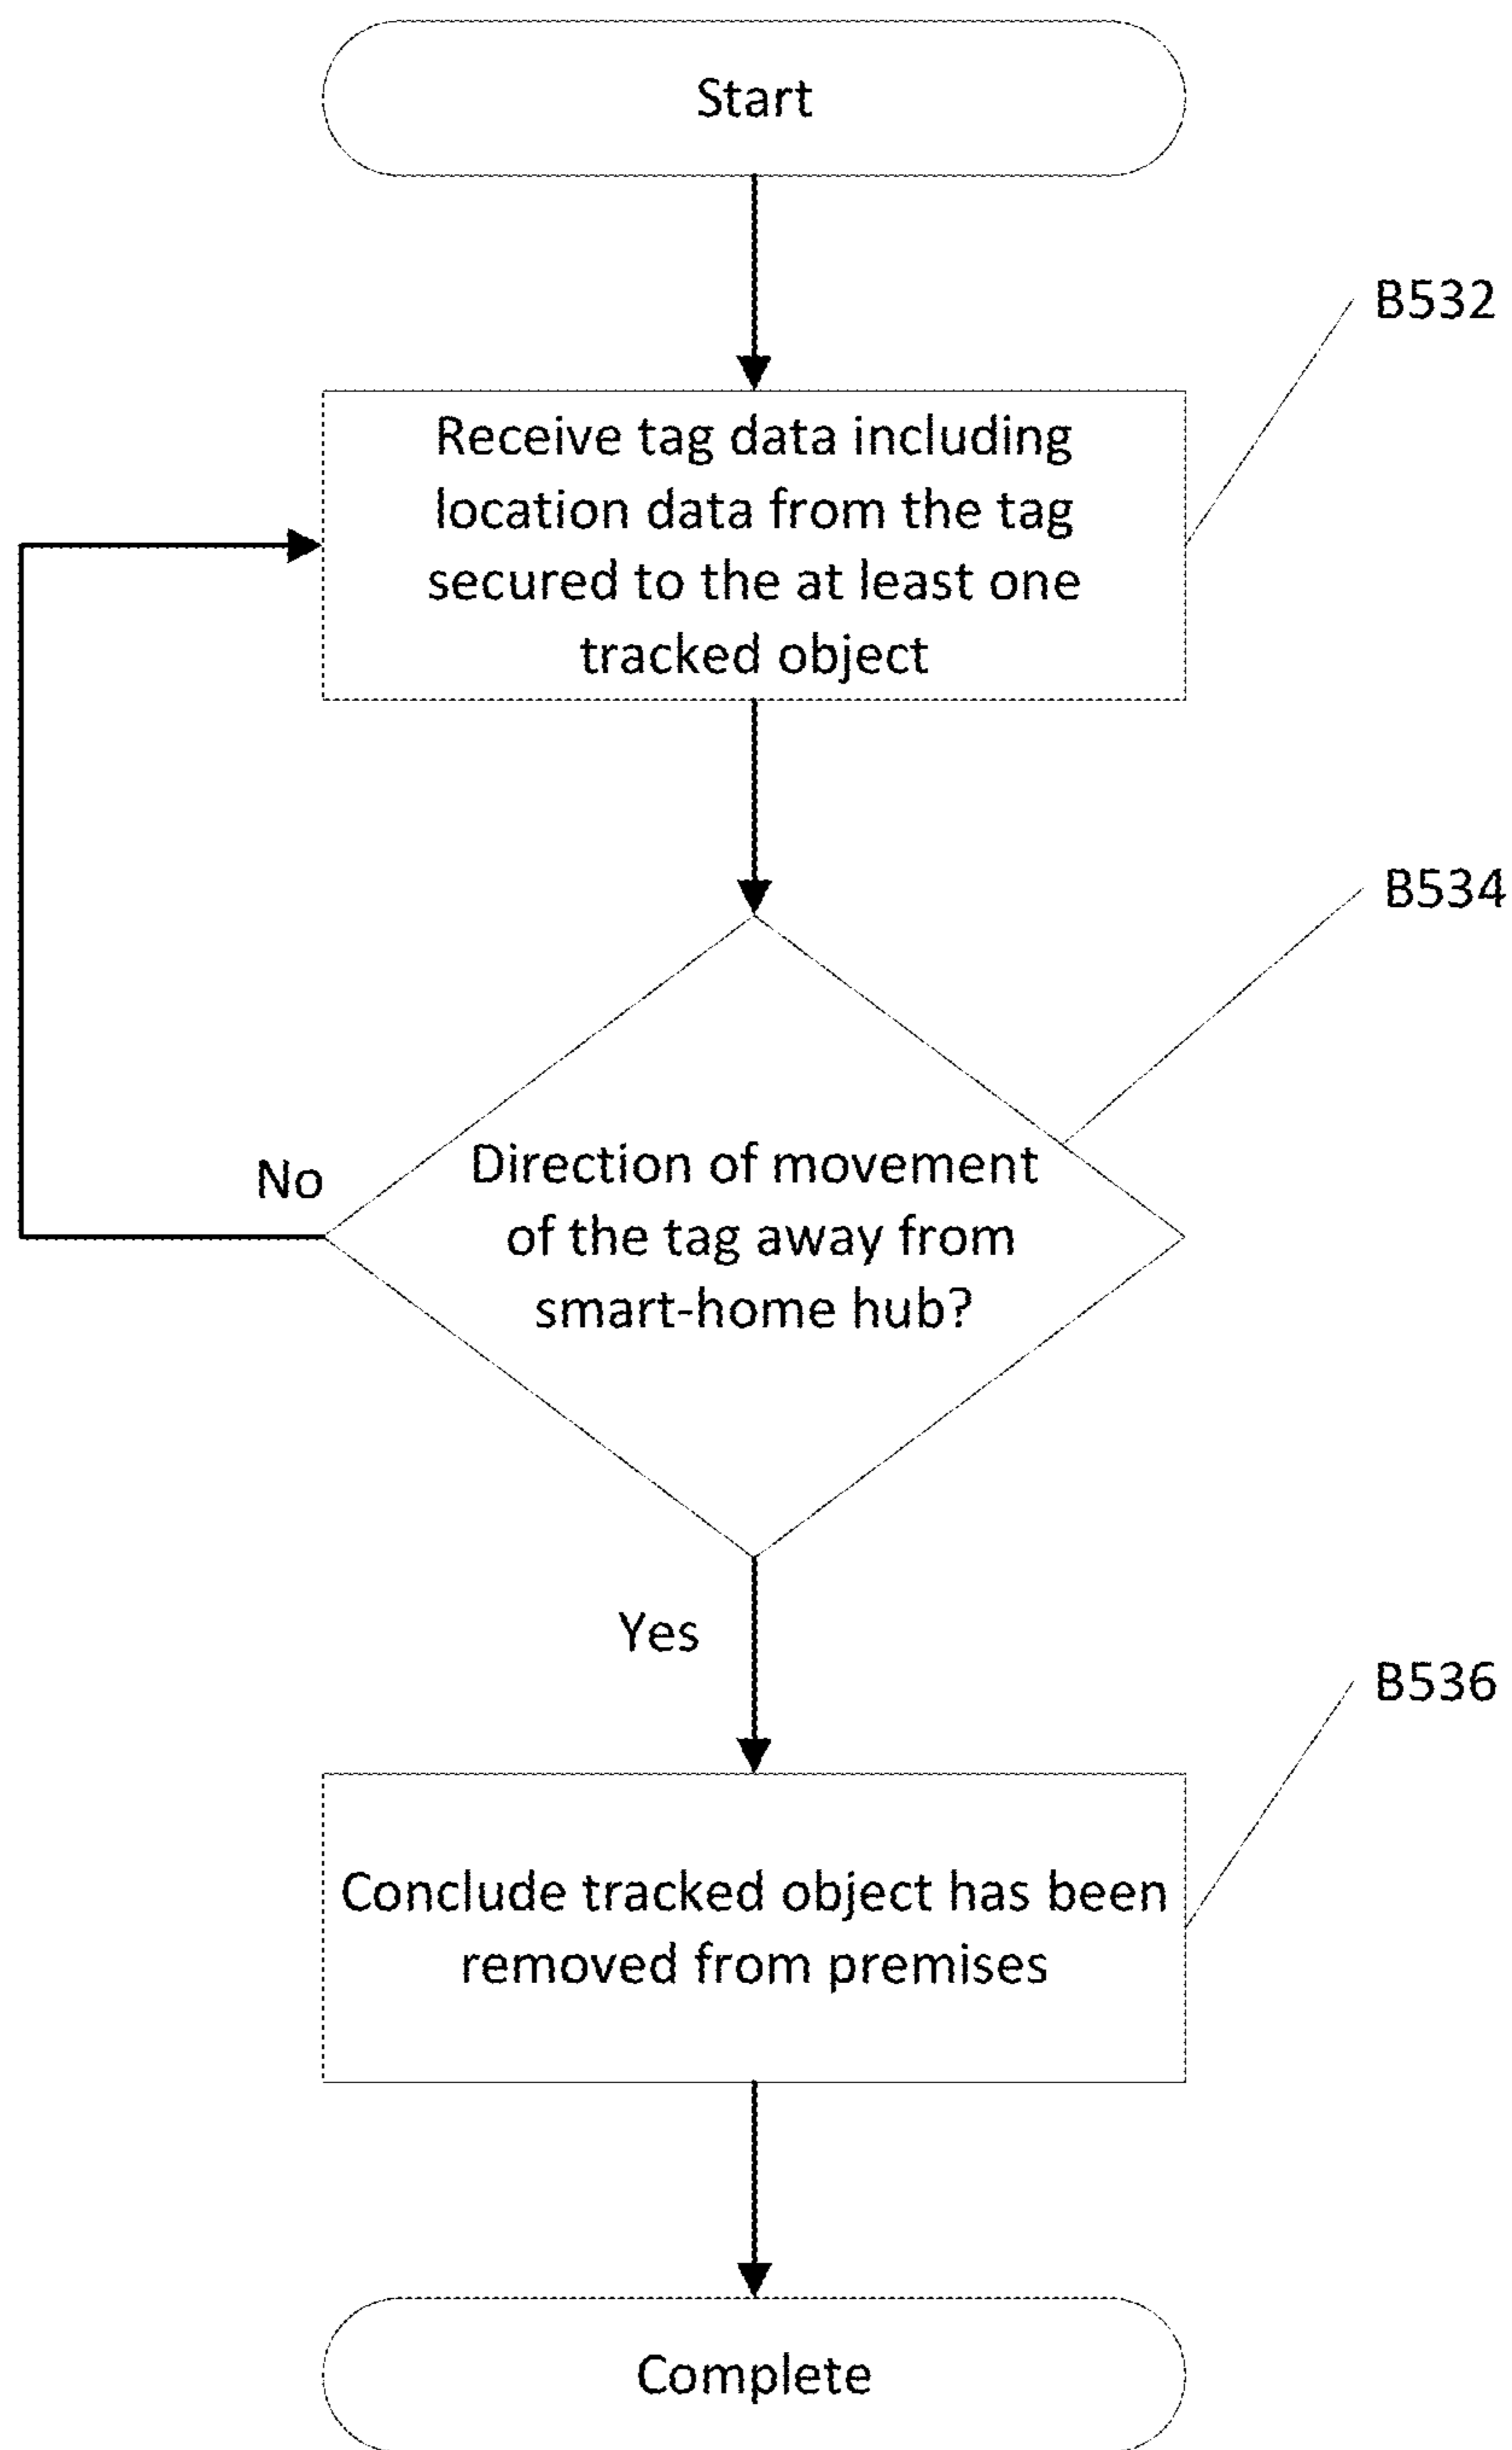 Start
B532
Receive tag data including
location data from the tag
secured to the at least one
tracked object
B534
No
Direction of movement
of the tag away from
smart-home hub?
Yes
B536
Conclude tracked object has been
removed from premises
Complete